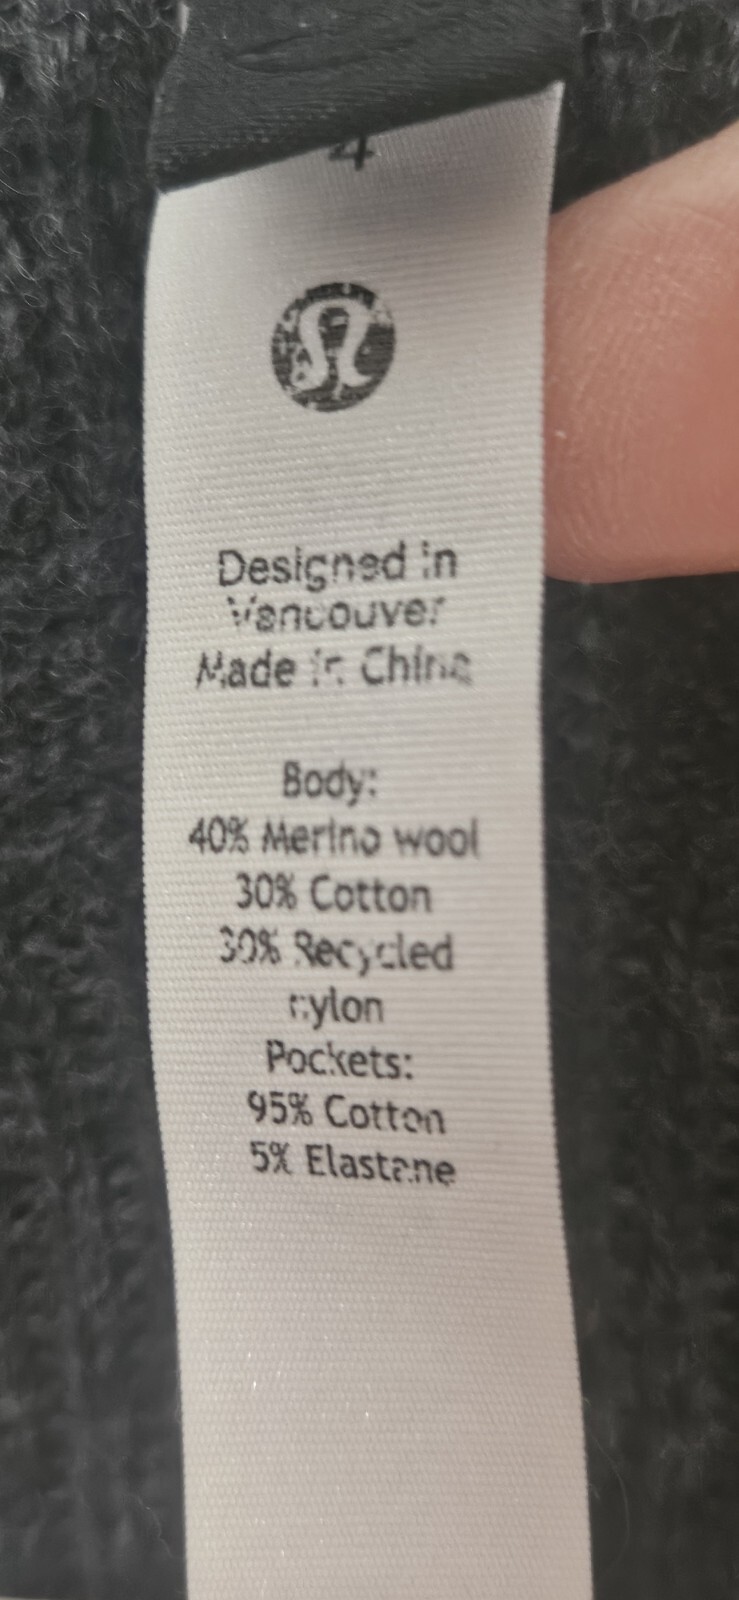 4
Designed in
Vancouver
Made in China
Body:
40% Merino wool
30% Cotton
30% Recycled
nylon
Pockets:
95% Cotton
5% Elastane